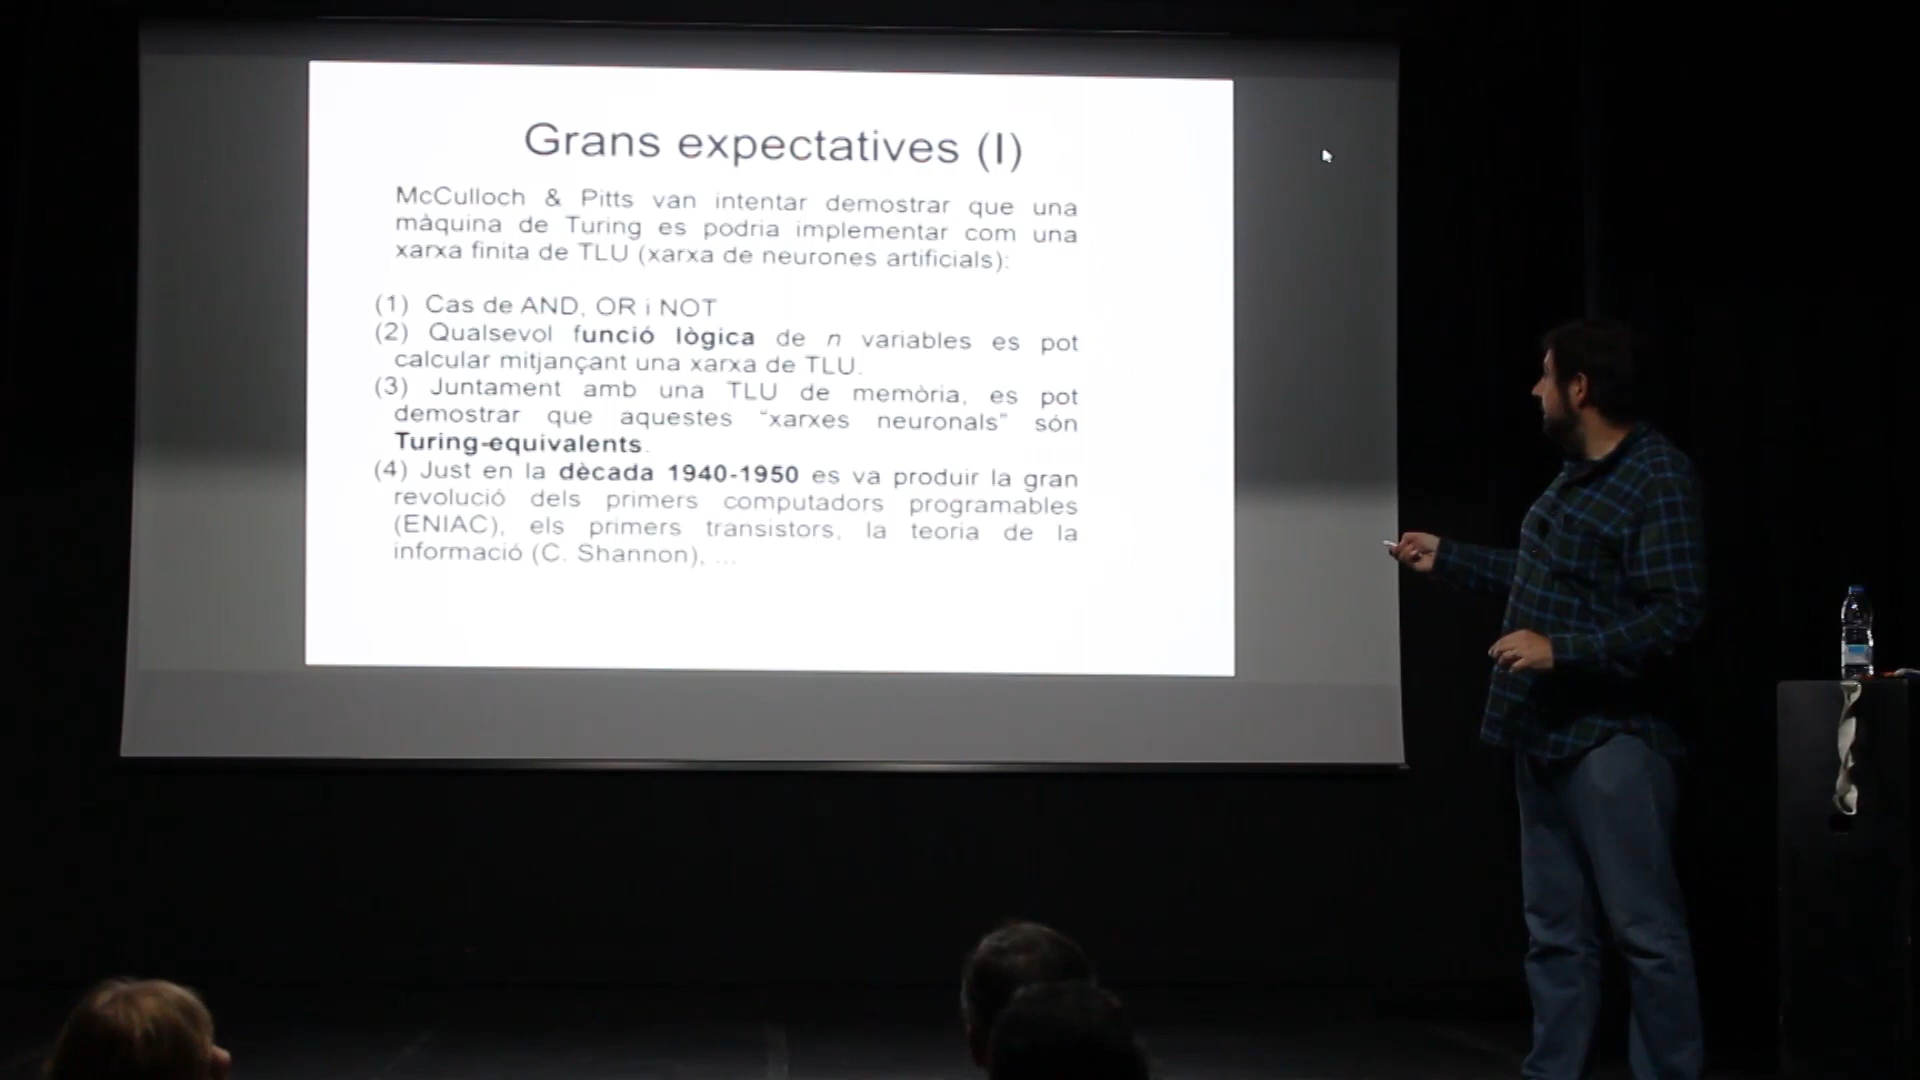 Grans expectatives (I)
McCulloch & Pitts van intentar demostrar que una
màquina de Turing es podria implementar com una
xarxa finita de TLU (xarxa de neurones artificials):
(1) Cas de AND, OR i NOT
(2) Qualsevol funció lògica de n variables es pot
calcular mitjançant una xarxa de TLU.
(3) Juntament amb una TLU de memòria, es pot
demostrar que aquestes "xarxes neuronals" són
Turing-equivalents.
(4) Just en la dècada 1940-1950 es va produir la gran
revolució dels primers computadors programables
(ENIAC), els primers transistors, la teoria de la
informació (C. Shannon), ...